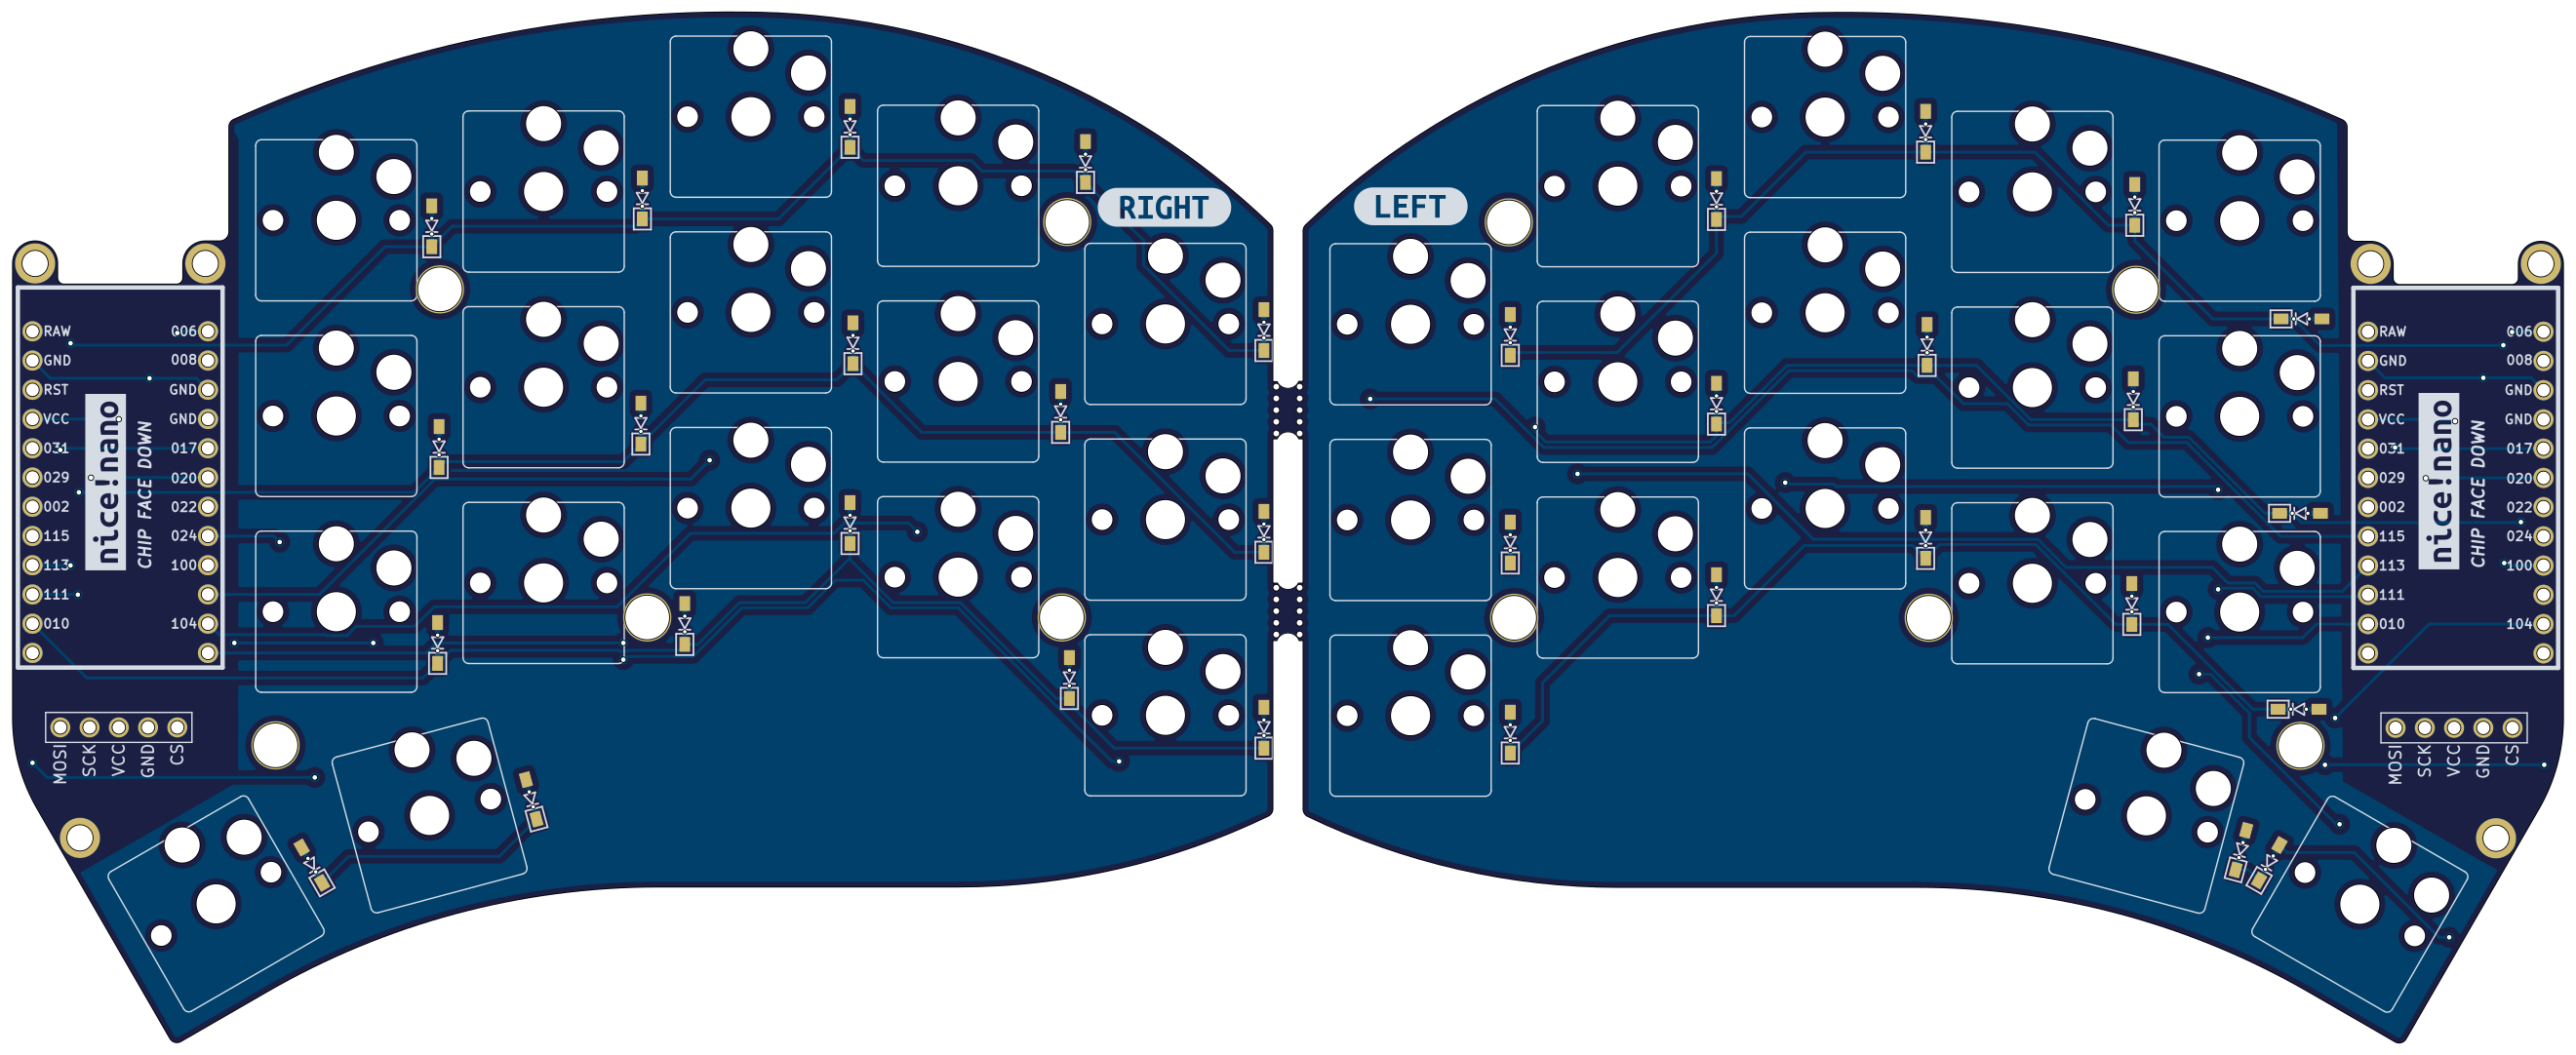 RIGHT
LEFT
RAW 006
GND 008
RST GND
VCC GND
031 017
029 020
002 022
115 024
113 100
111
010 104
nice!nano
CHIP FACE DOWN
MOSI
SCK
VCC
GND
CS
RAW 006
GND 008
RST GND
VCC GND
031 017
029 020
002 022
115 024
113 100
111
010 104
nice!nano
CHIP FACE DOWN
MOSI
SCK
VCC
GND
CS